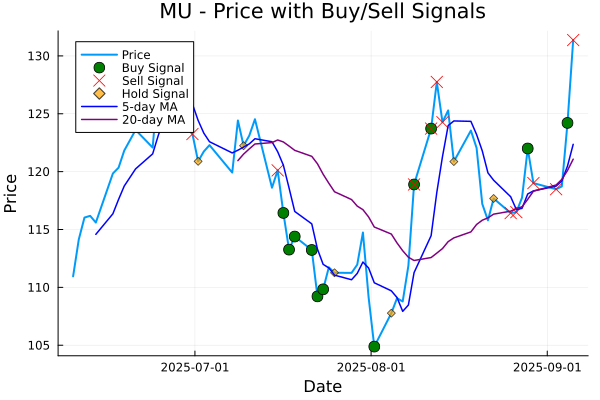 MU - Price with Buy/Sell Signals
Price
Buy Signal
Sell Signal
Hold Signal
5-day MA
20-day MA
130
125
120
115
110
105
Price
2025-07-01
2025-08-01
2025-09-01
Date